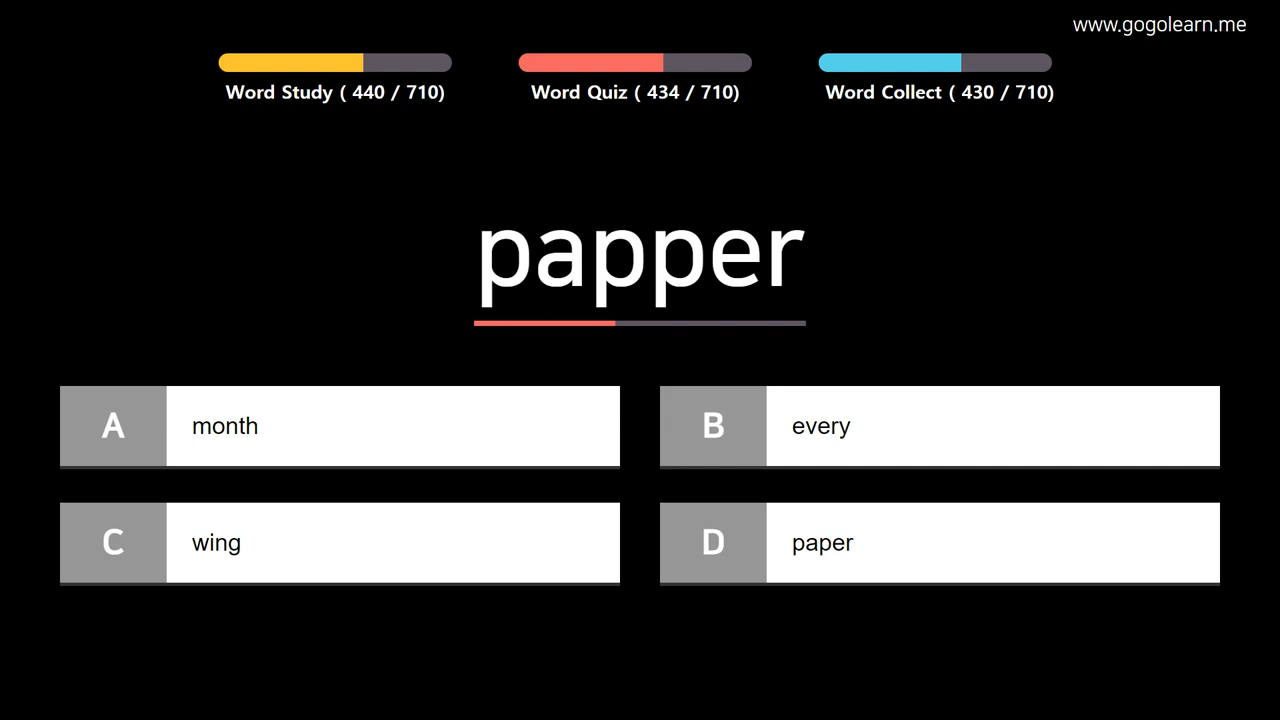 www.gogolearn.me
Word Study ( 440 / 710)
Word Quiz ( 434 / 710)
Word Collect ( 430 / 710)
papper
A month
B every
C wing
D paper